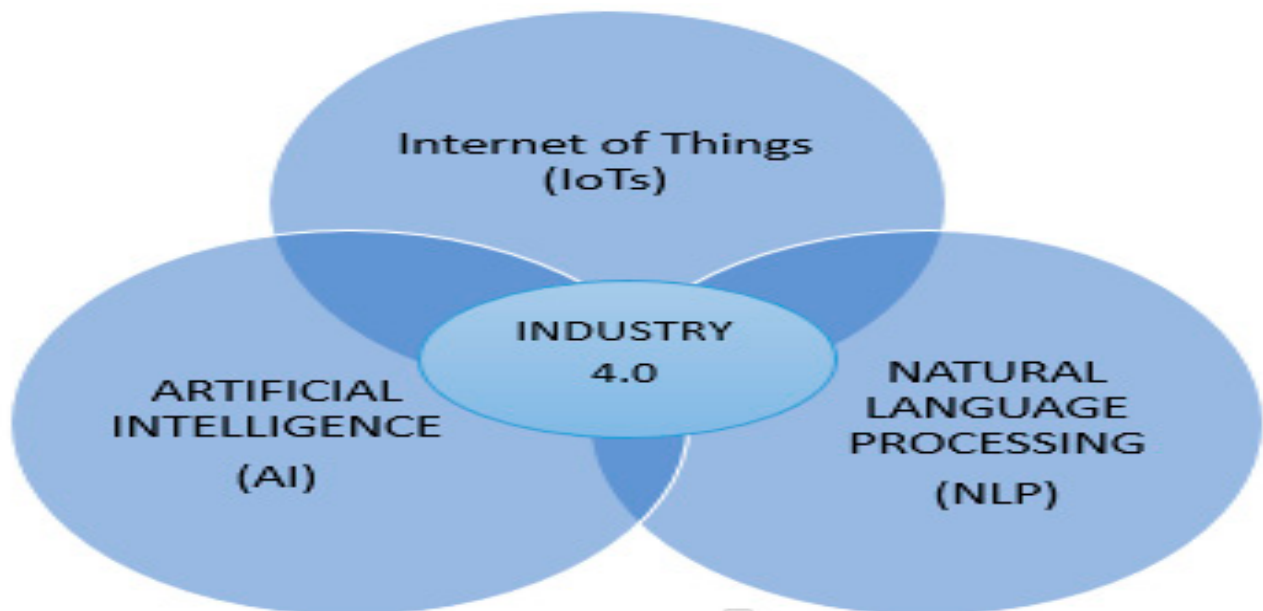 Internet of Things
(IoTs)
INDUSTRY
4.0
ARTIFICIAL
INTELLIGENCE
(AI)
NATURAL
LANGUAGE
PROCESSING
(NLP)